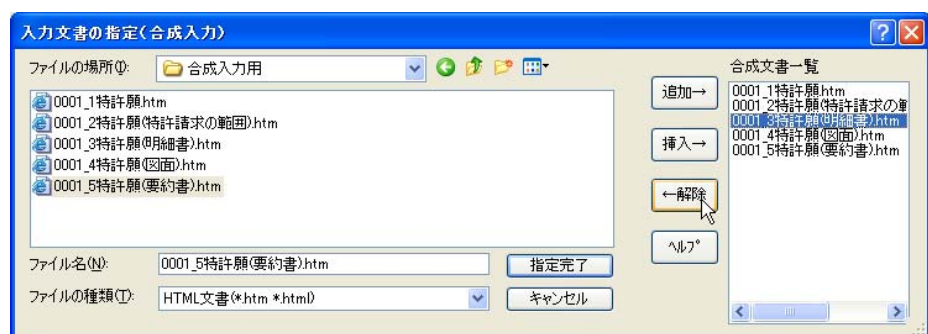 入力文書の指定(合成入力)
ファイルの場所(I):
合成入力用
0001_1特許願.htm
0001_2特許願(特許請求の範囲).htm
0001_3特許願(明細書).htm
0001_4特許願(図面).htm
0001_5特許願(要約書).htm
ファイル名(N):
0001_5特許願(要約書).htm
指定完了
ファイルの種類(T):
HTML文書(*.htm *.html)
キャンセル
追加→
挿入→
←解除
ヘルプ
合成文書一覧
0001_1特許願.htm
0001_2特許願(特許請求の範
0001_3特許願(明細書).htm
0001_4特許願(図面).htm
0001_5特許願(要約書).htm